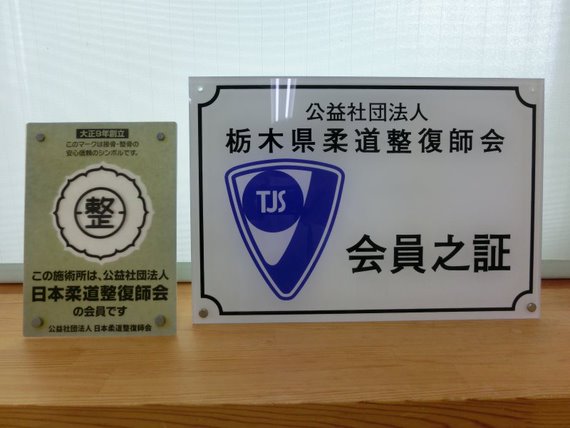 大正9年創立
このマークは接骨・整骨の
安心信頼のシンボルです。
整
この施術所は、公益社団法人
日本柔道整復師会
の会員です
公益社団法人 日本柔道整復師会
公益社団法人
栃木県柔道整復師会
TJS
会員之証